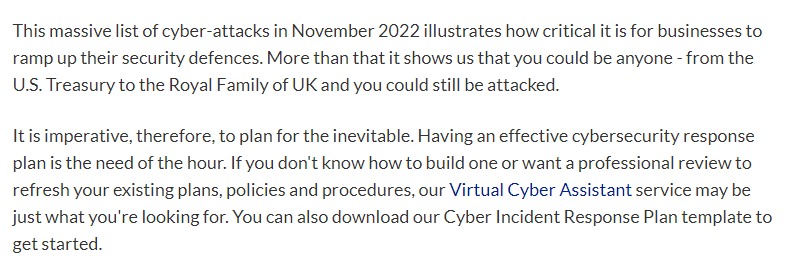 This massive list of cyber-attacks in November 2022 illustrates how critical it is for businesses to
ramp up their security defences. More than that it shows us that you could be anyone - from the
U.S. Treasury to the Royal Family of UK and you could still be attacked.
It is imperative, therefore, to plan for the inevitable. Having an effective cybersecurity response
plan is the need of the hour. If you don't know how to build one or want a professional review to
refresh your existing plans, policies and procedures, our Virtual Cyber Assistant service may be
just what you're looking for. You can also download our Cyber Incident Response Plan template to
get started.